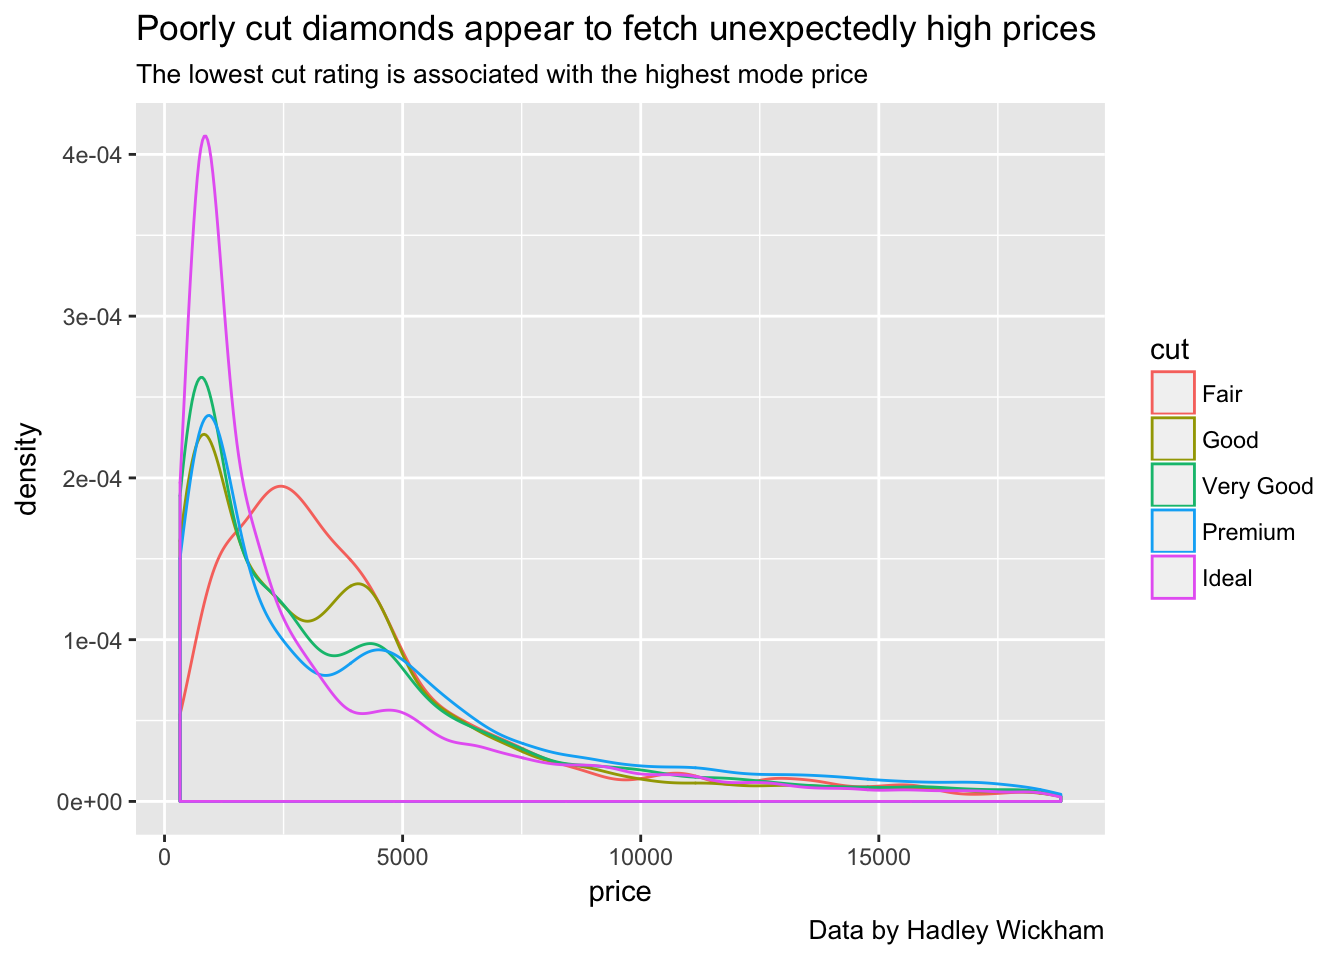 Poorly cut diamonds appear to fetch unexpectedly high prices
The lowest cut rating is associated with the highest mode price
4e-04
3e-04
2e-04
1e-04
0e+00
density
0
5000
10000
15000
price
cut
Fair
Good
Very Good
Premium
Ideal
Data by Hadley Wickham